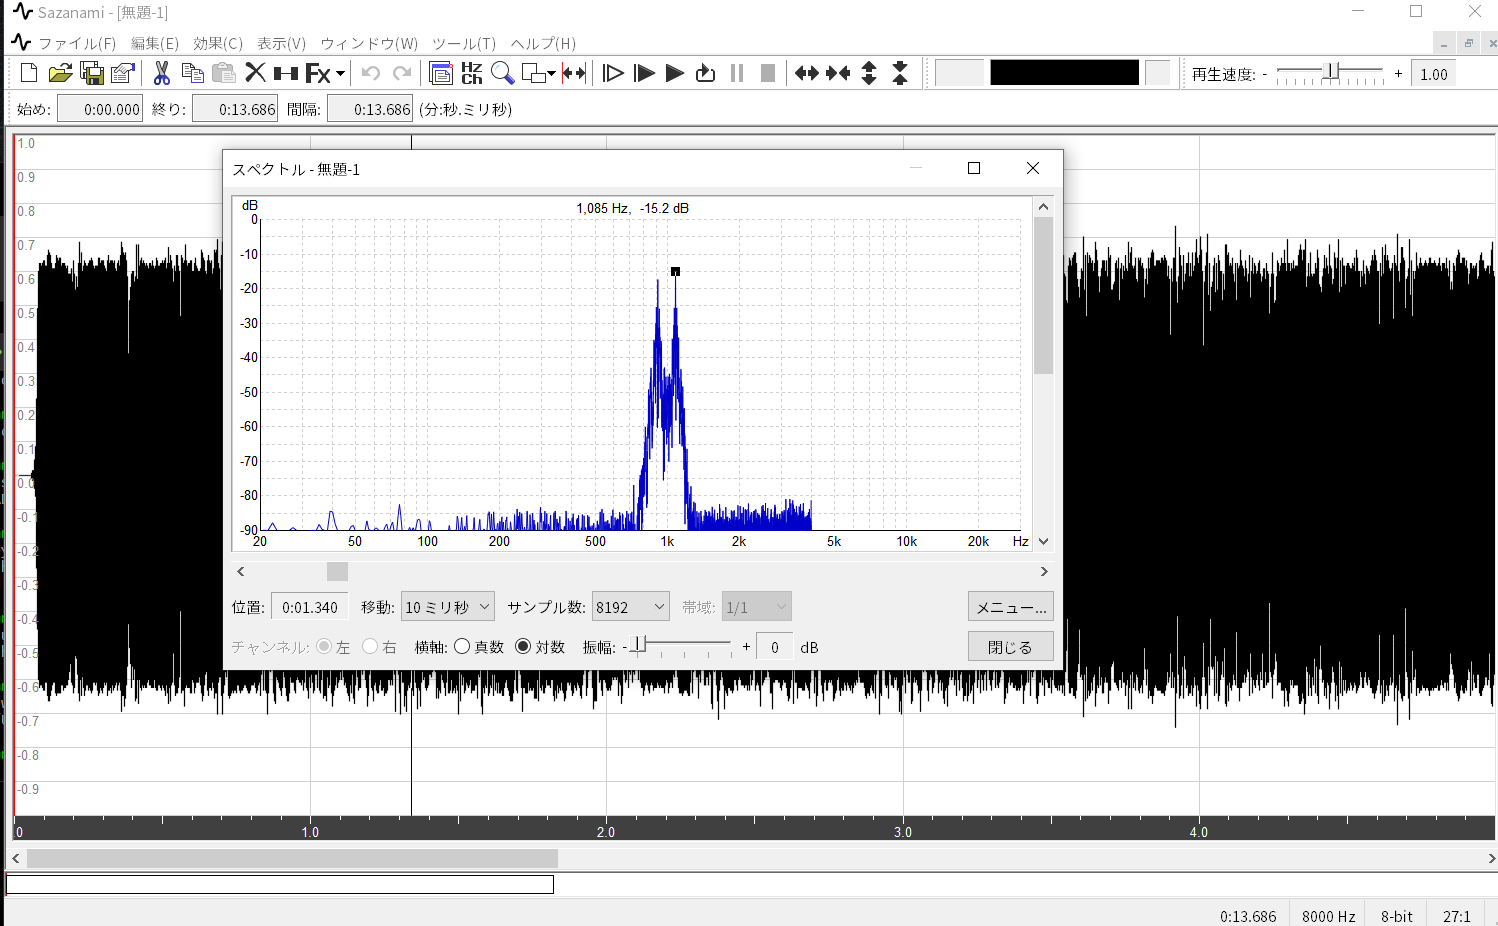 Sazanami - [無題-1]
ファイル(F) 編集(E) 効果(C) 表示(V) ウィンドウ(W) ツール(T) ヘルプ(H)
Hz Ch Fx 再生速度: - + 1.00
始め: 0:00.000 終り: 0:13.686 間隔: 0:13.686 (分:秒.ミリ秒)
1.0
0.9
0.8
0.7
0.6
0.5
0.4
0.3
0.2
0.1
0.0
-0.1
-0.2
-0.3
-0.4
-0.5
-0.6
-0.7
-0.8
-0.9
スペクトル - 無題-1
dB 1,085 Hz, -15.2 dB
0
-10
-20
-30
-40
-50
-60
-70
-80
-90
20 50 100 200 500 1k 2k 5k 10k 20k Hz
位置: 0:01.340 移動: 10 ミリ秒 サンプル数: 8192 帯域: 1/1 メニュー...
チャンネル: 左 右 横軸: 真数 対数 振幅: - + 0 dB 閉じる
.0 1.0 2.0 3.0 4.0
0:13.686 8000 Hz 8-bit 27:1